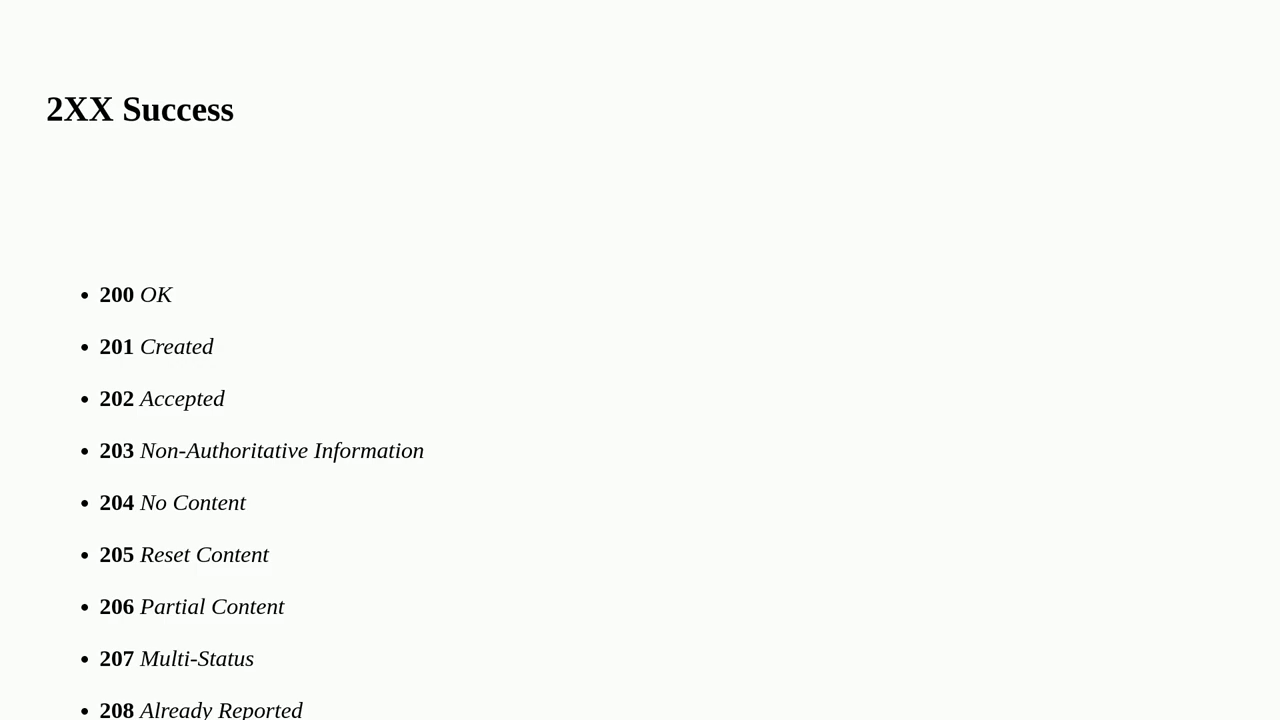 2XX Success
• 200 OK
• 201 Created
• 202 Accepted
• 203 Non-Authoritative Information
• 204 No Content
• 205 Reset Content
• 206 Partial Content
• 207 Multi-Status
• 208 Already Reported